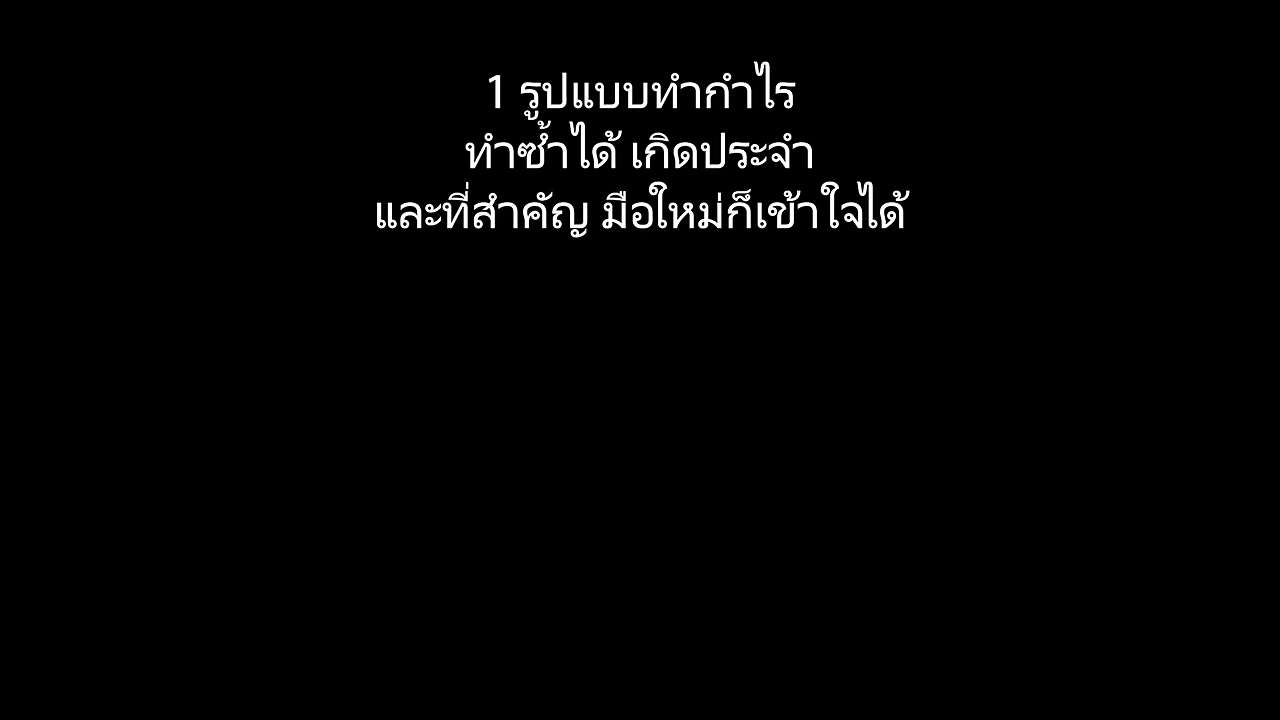 1 รูปแบบทำกำไร
ทำซ้ำได้ เกิดประจำ
และที่สำคัญ มือใหม่ก็เข้าใจได้